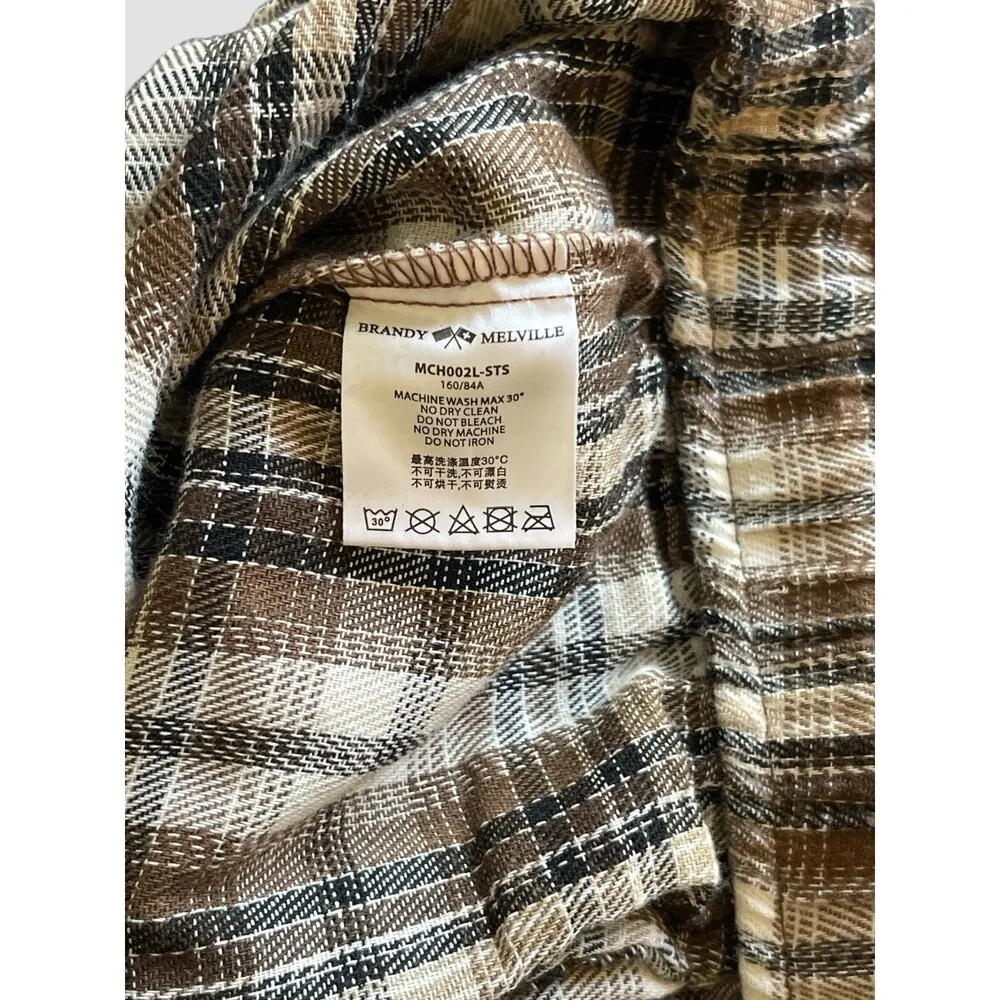 BRANDY MELVILLE
MCH002L-STS
160/84A
MACHINE WASH MAX 30°
NO DRY CLEAN
DO NOT BLEACH
NO DRY MACHINE
DO NOT IRON
最高洗涤温度30°C
不可干洗,不可漂白
不可烘干,不可熨烫
30°